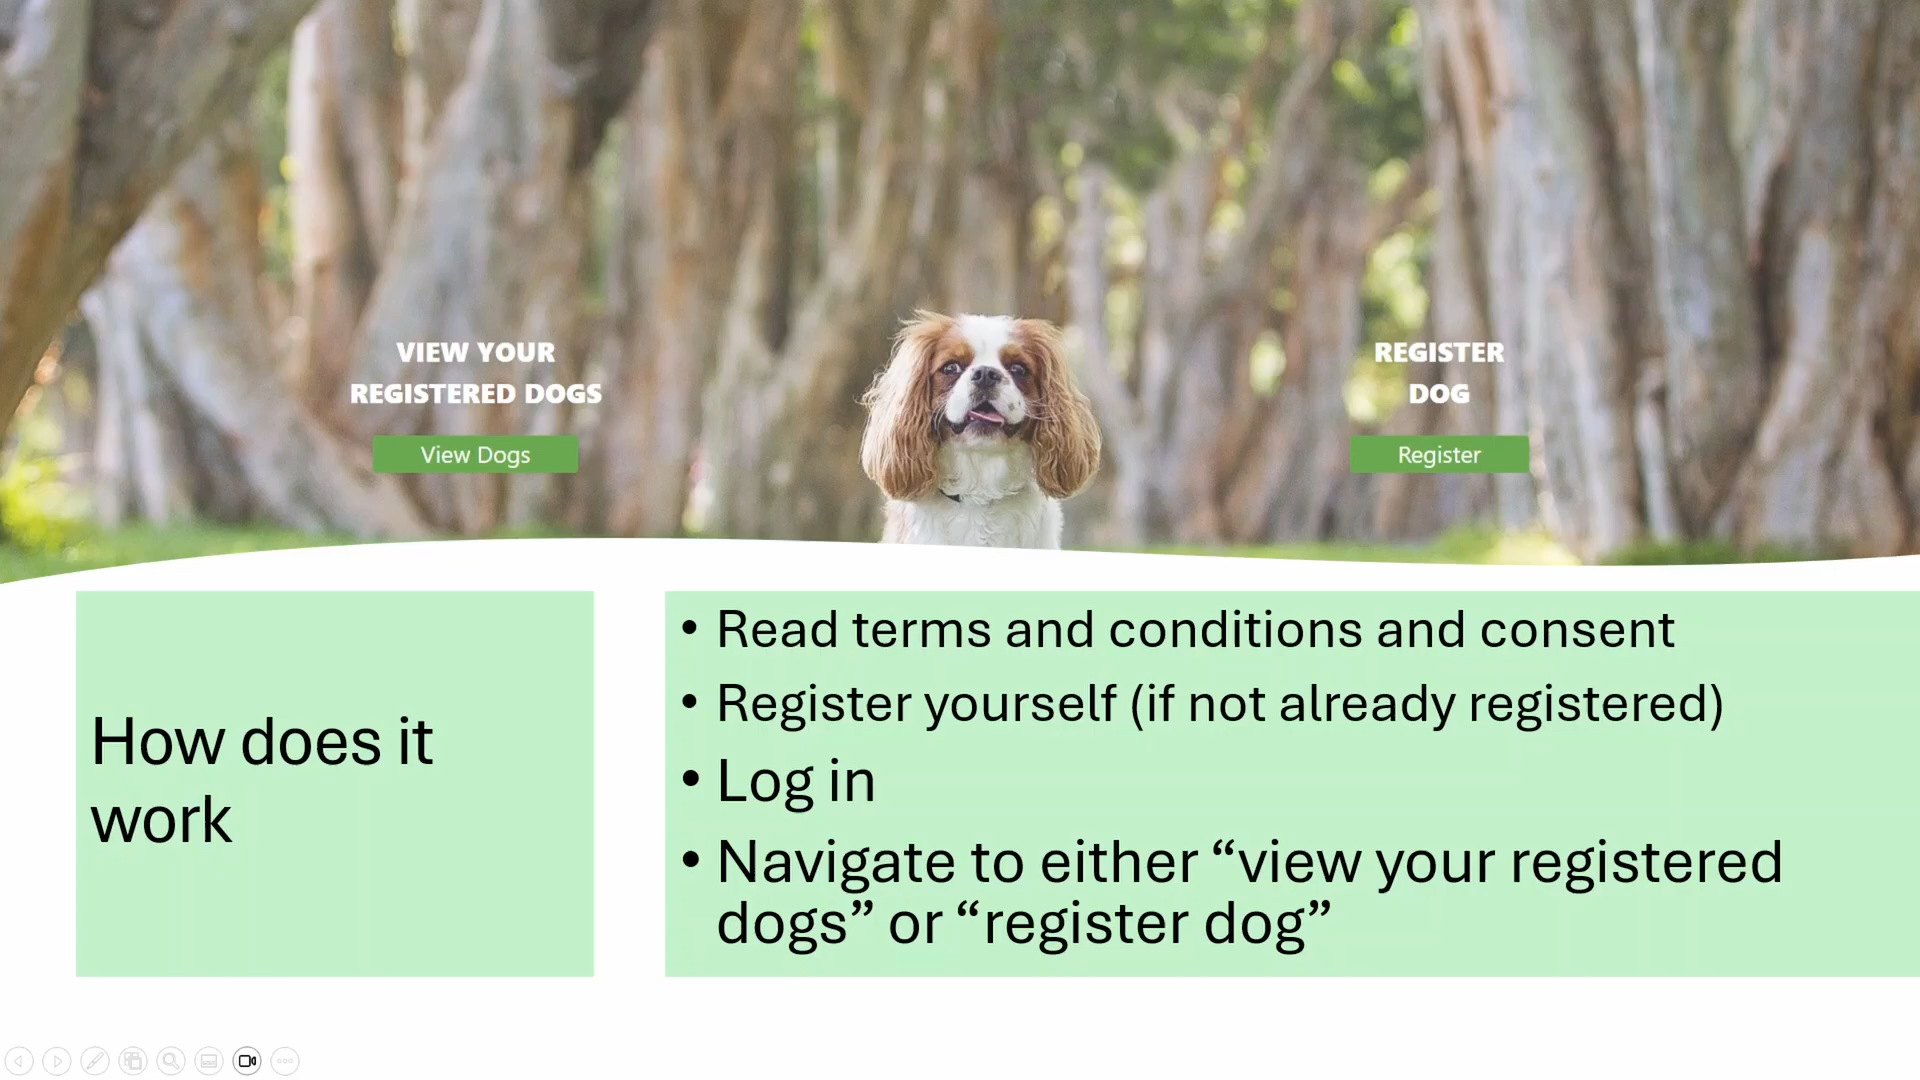 VIEW YOUR
REGISTERED DOGS
View Dogs
REGISTER
DOG
Register
How does it
work
• Read terms and conditions and consent
• Register yourself (if not already registered)
• Log in
• Navigate to either “view your registered
dogs” or “register dog”